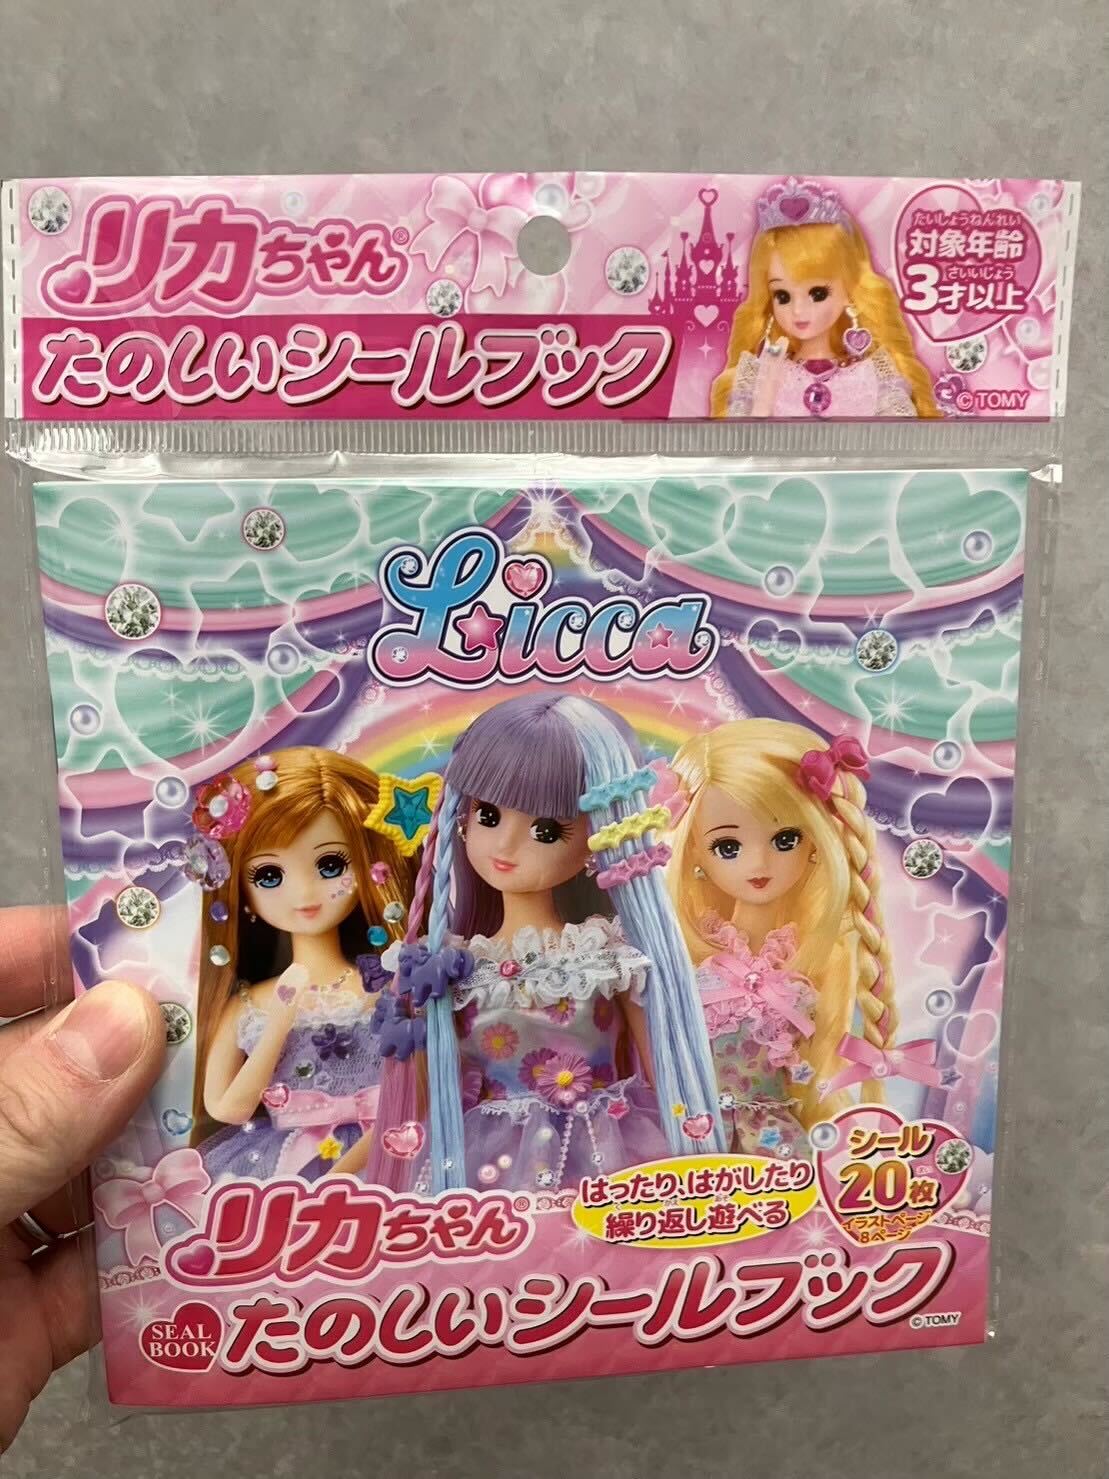 リカちゃん®
たのしいシールブック
たいしょうねんれい
対象年齢
さいいじょう
3才以上
© TOMY
Licca
はったり、はがしたり
繰り返し遊べる
シール
20枚
イラストページ
8ページ
リカちゃん®
SEAL
BOOK
たのしいシールブック
© TOMY